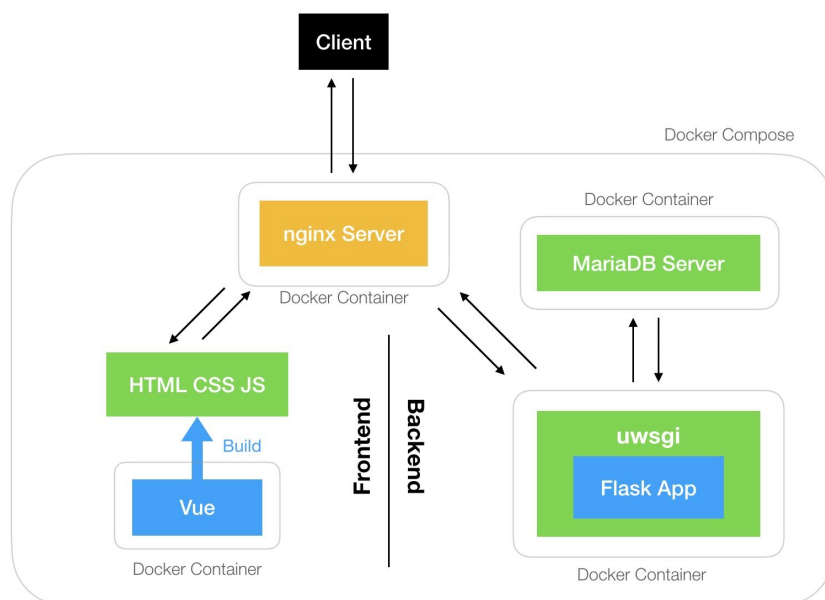 Client
Docker Compose
nginx Server
Docker Container
Docker Container
MariaDB Server
HTML CSS JS
Build
Vue
Docker Container
Frontend
Backend
uwsgi
Flask App
Docker Container